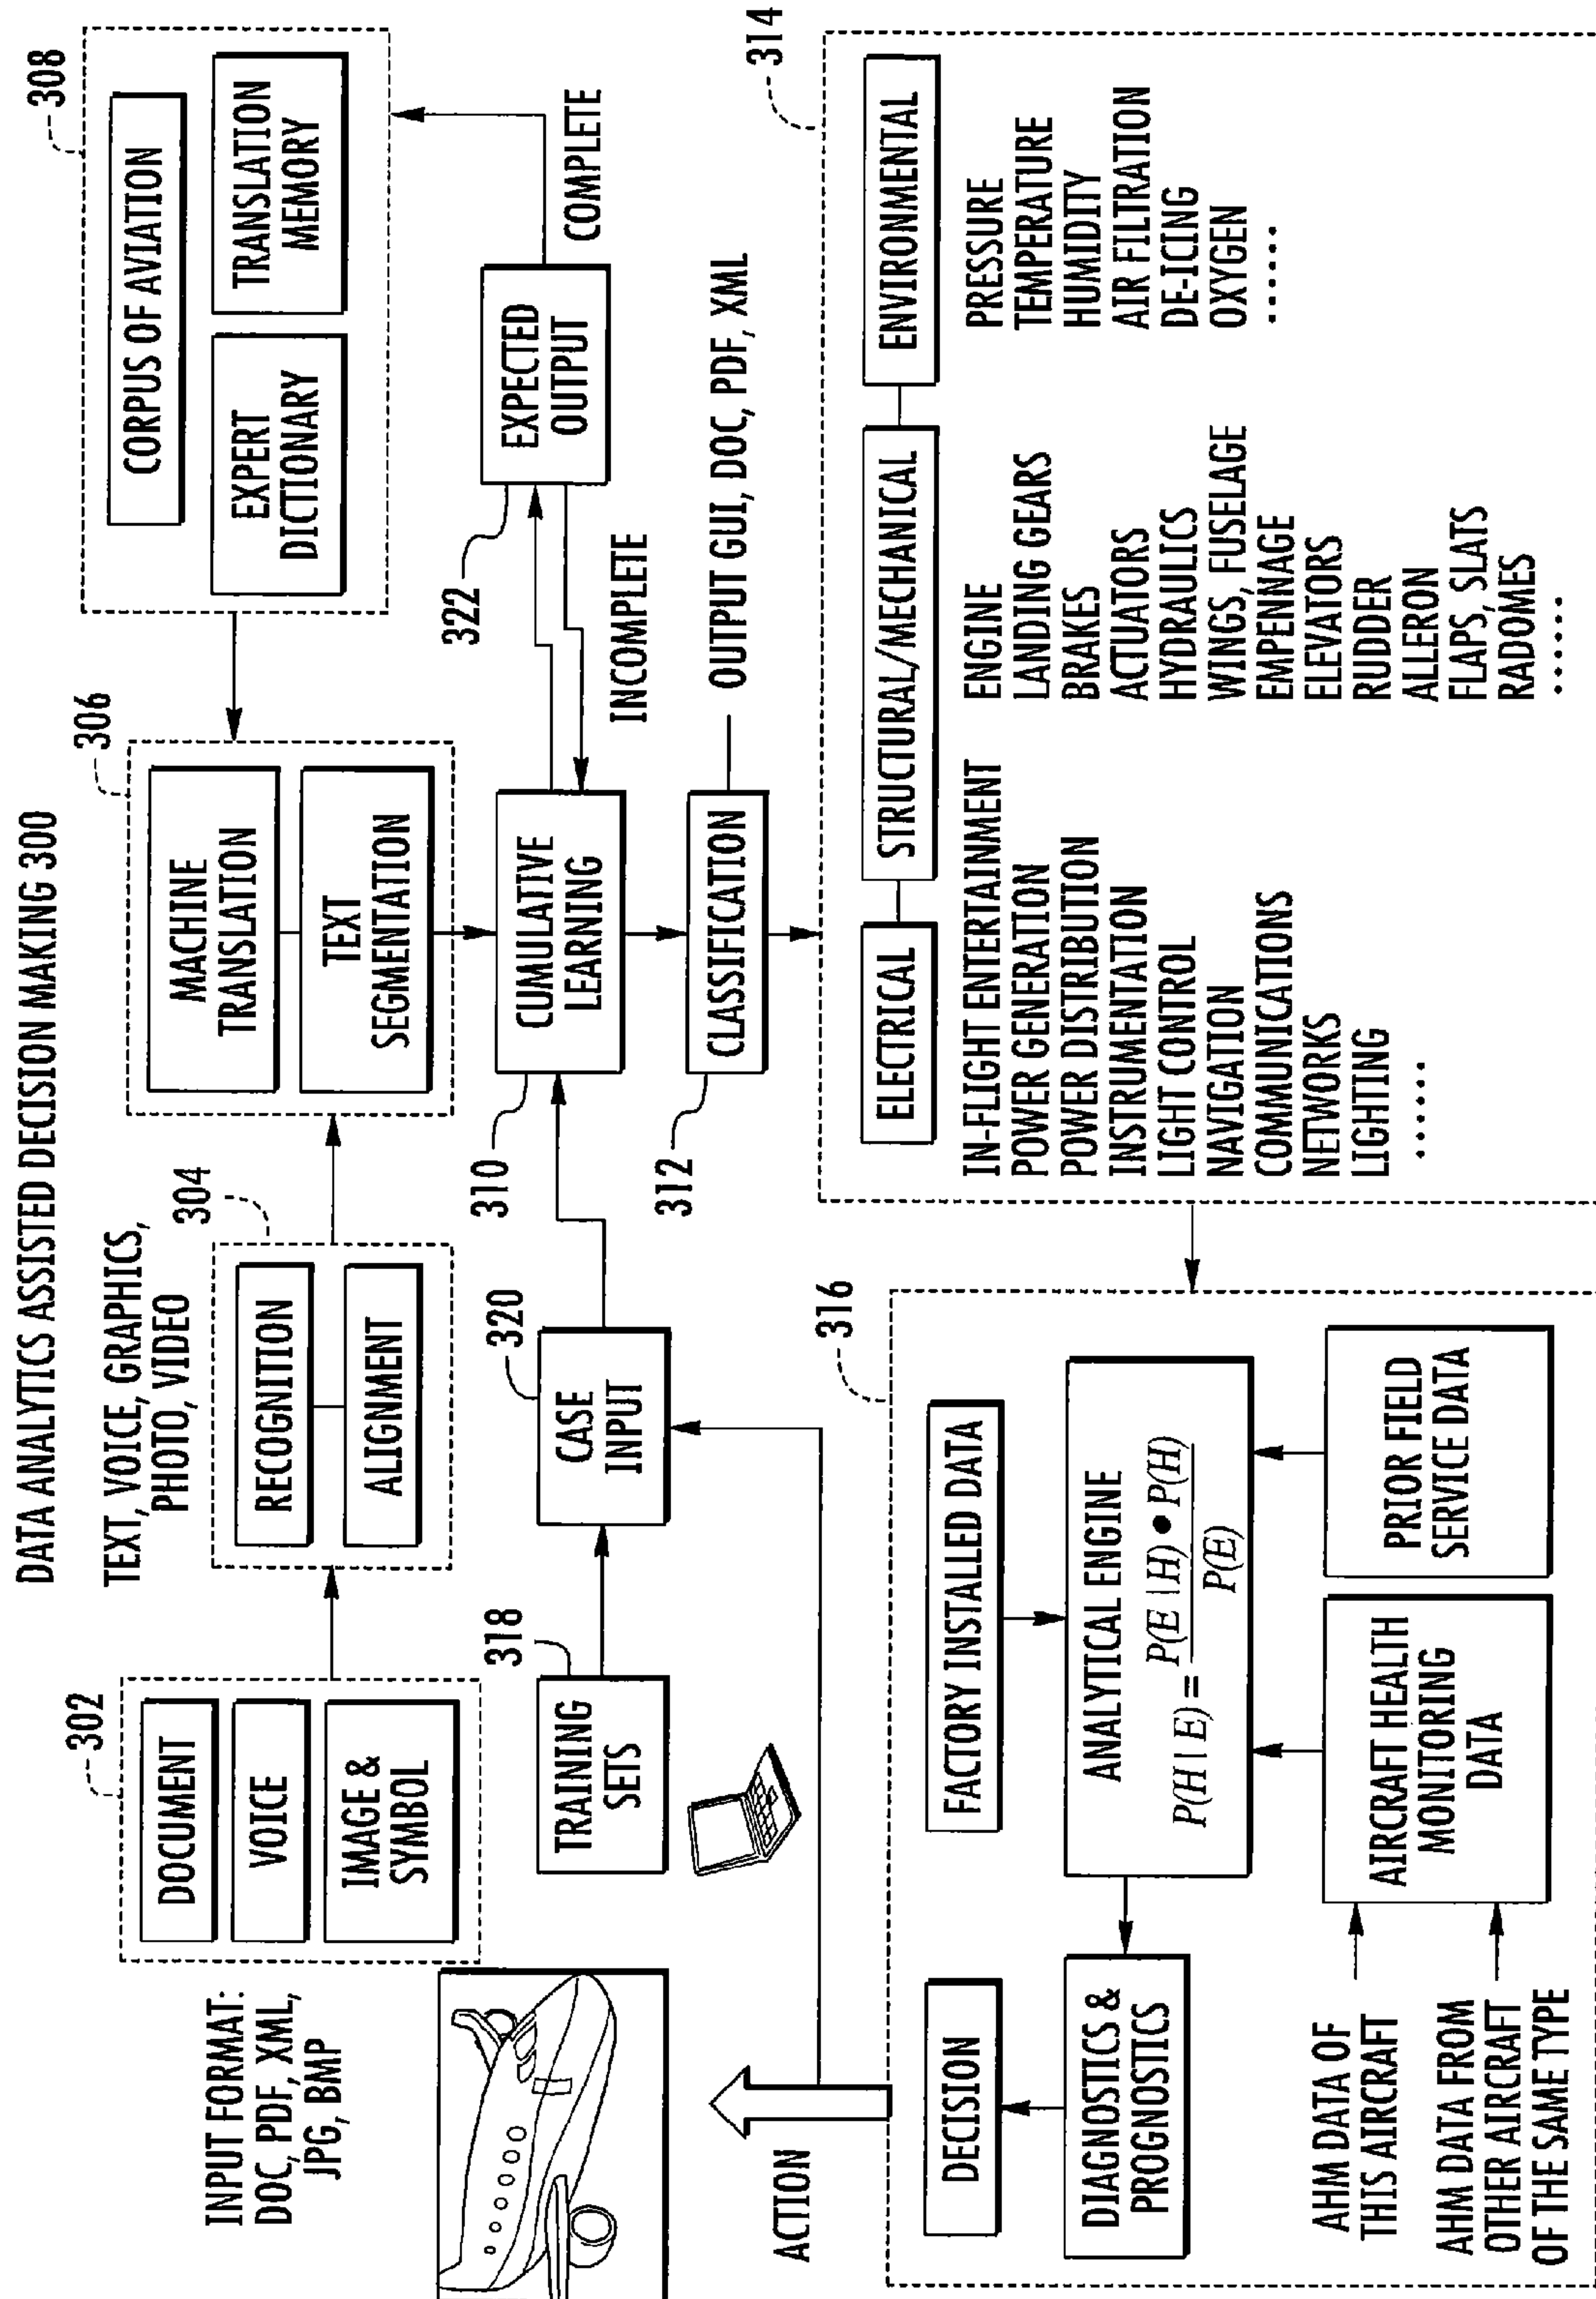 DATA ANALYTICS ASSISTED DECISION MAKING 300
INPUT FORMAT:
DOC, PDF, XML,
JPG, BMP
302
DOCUMENT
VOICE
IMAGE &
SYMBOL
TEXT, VOICE, GRAPHICS,
PHOTO, VIDEO
304
RECOGNITION
ALIGNMENT
306
MACHINE
TRANSLATION
TEXT
SEGMENTATION
308
CORPUS OF AVIATION
EXPERT
DICTIONARY
TRANSLATION
MEMORY
318
TRAINING
SETS
320
CASE
INPUT
310
CUMULATIVE
LEARNING
322
EXPECTED
OUTPUT
COMPLETE
INCOMPLETE
312
CLASSIFICATION
OUTPUT GUI, DOC, PDF, XML
ACTION
316
DECISION
DIAGNOSTICS &
PROGNOSTICS
FACTORY INSTALLED DATA
ANALYTICAL ENGINE
P(H | E) = P(E | H) ● P(H)
P(E)
AHM DATA OF
THIS AIRCRAFT
AHM DATA FROM
OTHER AIRCRAFT
OF THE SAME TYPE
AIRCRAFT HEALTH
MONITORING
DATA
PRIOR FIELD
SERVICE DATA
314
ELECTRICAL
IN-FLIGHT ENTERTAINMENT
POWER GENERATION
POWER DISTRIBUTION
INSTRUMENTATION
LIGHT CONTROL
NAVIGATION
COMMUNICATIONS
NETWORKS
LIGHTING
......
STRUCTURAL/MECHANICAL
ENGINE
LANDING GEARS
BRAKES
ACTUATORS
HYDRAULICS
WINGS, FUSELAGE
EMPENNAGE
ELEVATORS
RUDDER
ALLERON
FLAPS, SLATS
RADOMES
......
ENVIRONMENTAL
PRESSURE
TEMPERATURE
HUMIDITY
AIR FILTRATION
DE-ICING
OXYGEN
......